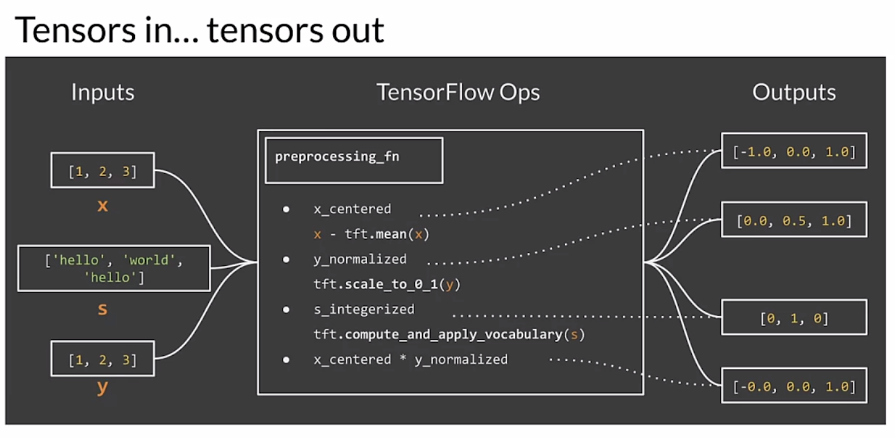 Tensors in... tensors out
Inputs
TensorFlow Ops
Outputs
[1, 2, 3]
x
['hello', 'world',
'hello']
s
[1, 2, 3]
y
preprocessing_fn
• x_centered
x - tft.mean(x)
• y_normalized
tft.scale_to_0_1(y)
• s_integerized
tft.compute_and_apply_vocabulary(s)
• x_centered * y_normalized
[-1.0, 0.0, 1.0]
[0.0, 0.5, 1.0]
[0, 1, 0]
[-0.0, 0.0, 1.0]